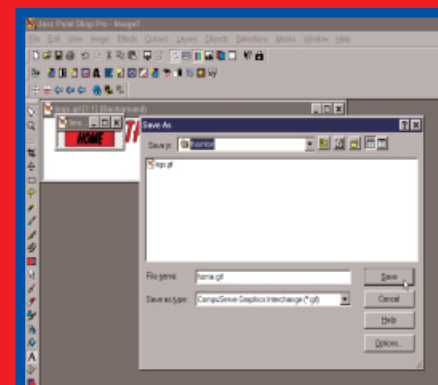 Jasc Paint Shop Pro - Image7
File Edit View Image Effects Colours Layers Objects Selections Masks Window Help
logo.gif [1:1] (Background)
HOME
Save As
Save in:
logo.gif
File name: home.gif
Save
Save as type: CompuServe Graphics Interchange (*.gif)
Cancel
Help
Options...